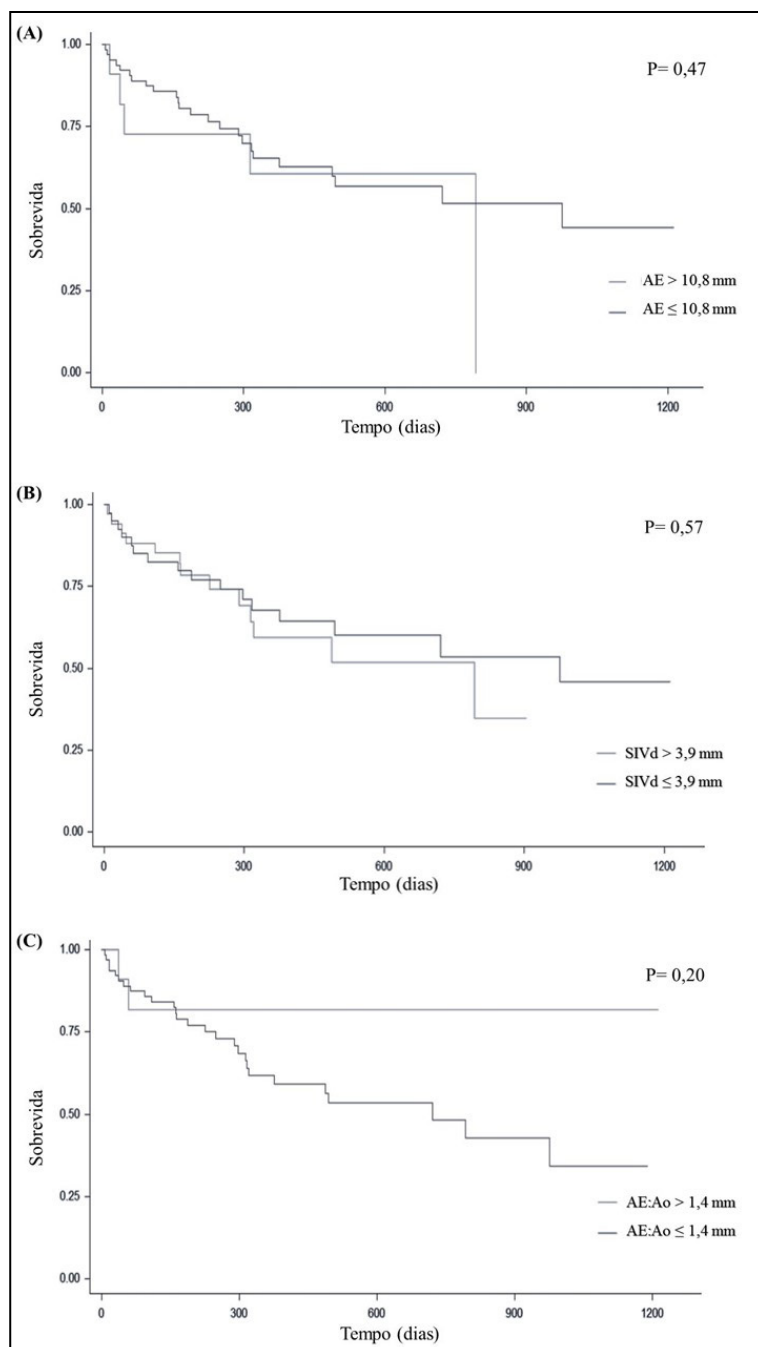 (A)
P= 0,47
1.00
0.75
0.50
0.25
0.00
Sobrevida
AE > 10,8 mm
AE ≤ 10,8 mm
0 300 600 900 1200
Tempo (dias)
(B)
P= 0,57
1.00
0.75
0.50
0.25
0.00
Sobrevida
SIVd > 3,9 mm
SIVd ≤ 3,9 mm
0 300 600 900 1200
Tempo (dias)
(C)
P= 0,20
1.00
0.75
0.50
0.25
0.00
Sobrevida
AE:Ao > 1,4 mm
AE:Ao ≤ 1,4 mm
0 300 600 900 1200
Tempo (dias)